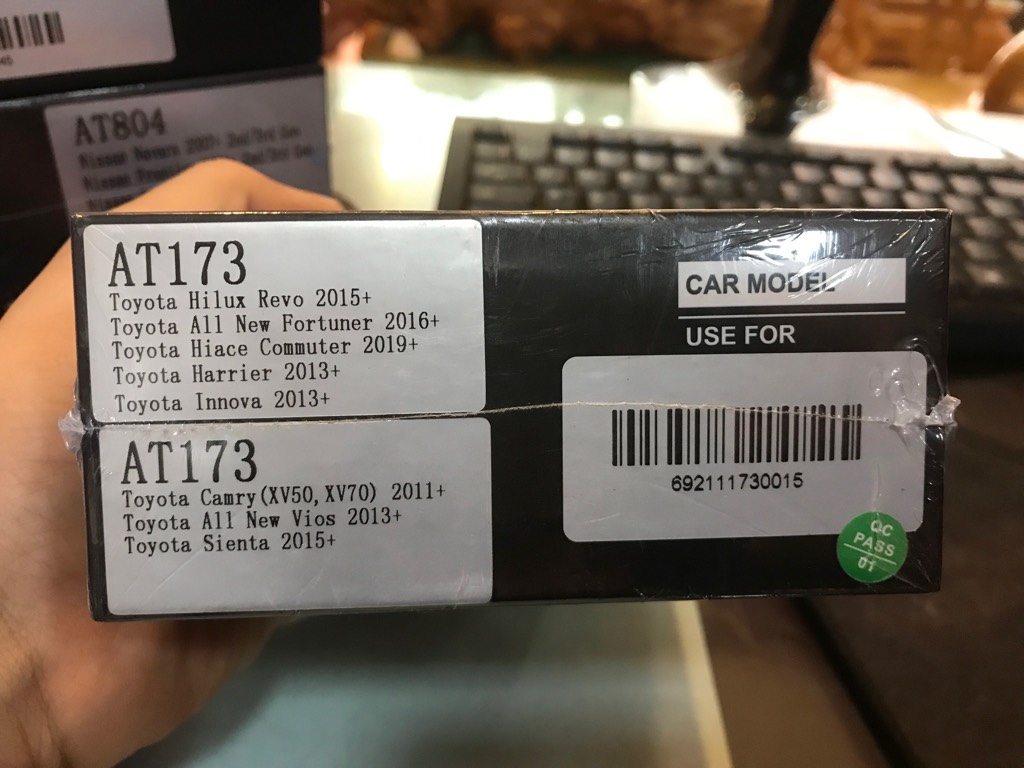 AT804
AT173
Toyota Hilux Revo 2015+
Toyota All New Fortuner 2016+
Toyota Hiace Commuter 2019+
Toyota Harrier 2013+
Toyota Innova 2013+
AT173
Toyota Camry(XV50,XV70) 2011+
Toyota All New Vios 2013+
Toyota Sienta 2015+
CAR MODEL
USE FOR
692111730015
QC
PASS
01